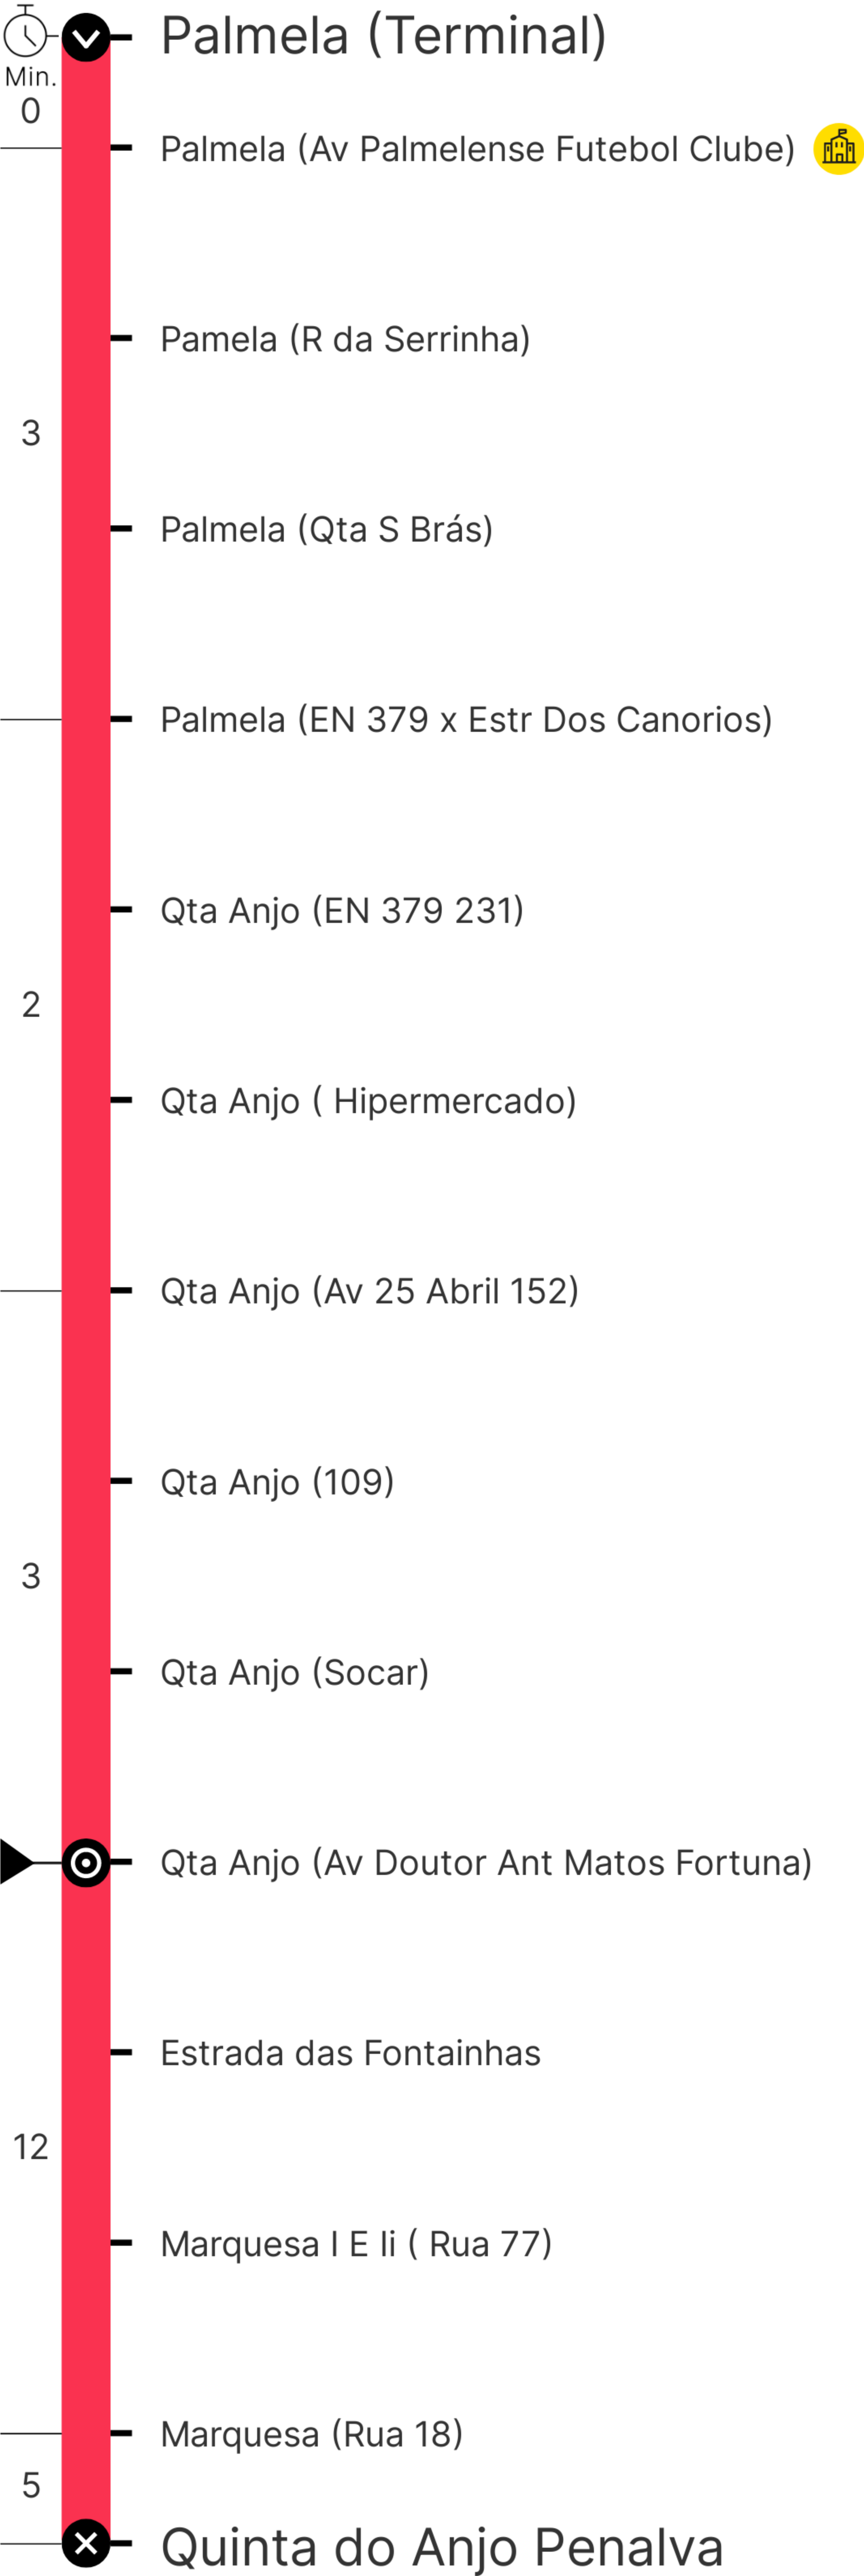 Palmela (Terminal)
Min.
0
Palmela (Av Palmelense Futebol Clube)
Pamela (R da Serrinha)
3
Palmela (Qta S Brás)
Palmela (EN 379 x Estr Dos Canorios)
Qta Anjo (EN 379 231)
2
Qta Anjo ( Hipermercado)
Qta Anjo (Av 25 Abril 152)
Qta Anjo (109)
3
Qta Anjo (Socar)
Qta Anjo (Av Doutor Ant Matos Fortuna)
Estrada das Fontainhas
12
Marquesa I E Ii ( Rua 77)
Marquesa (Rua 18)
5
Quinta do Anjo Penalva